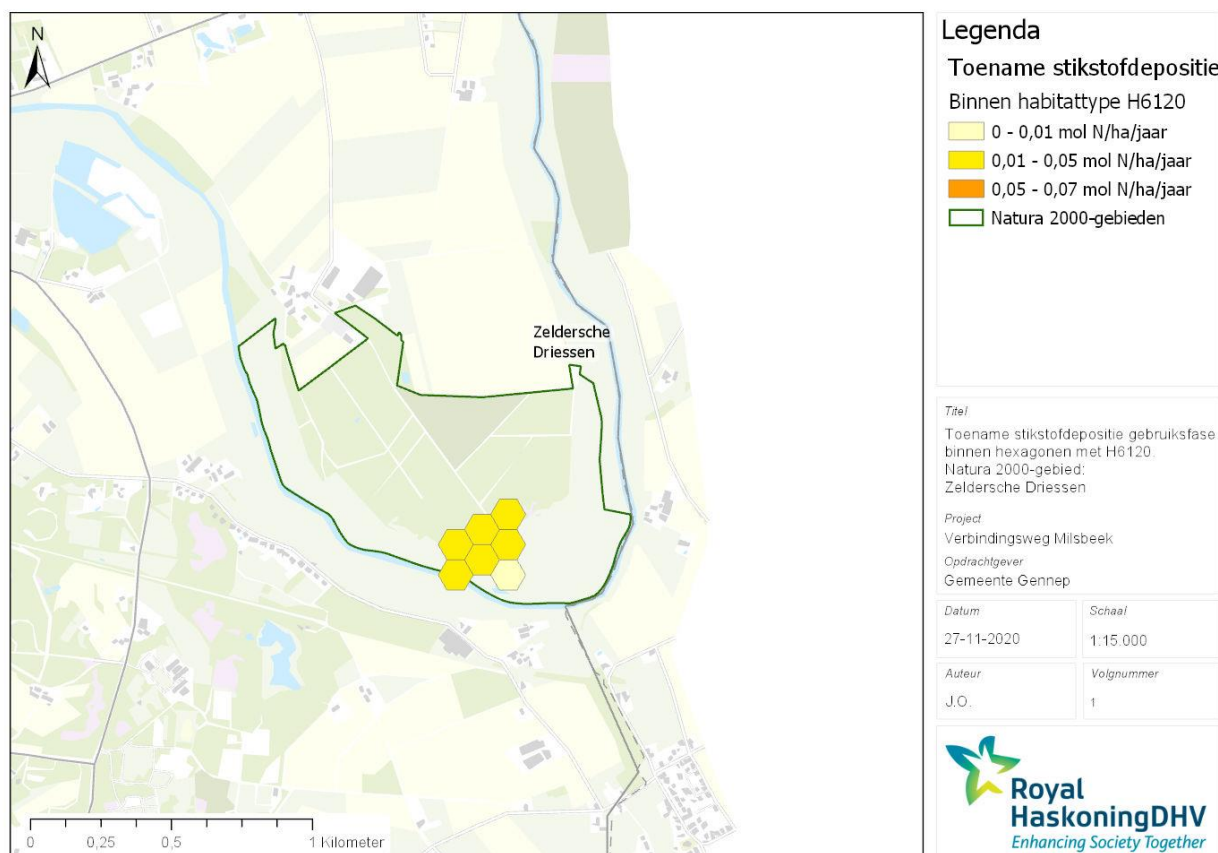 N
Zeldersche
Driessen
0
0,25
0,5
1 Kilometer
Legenda
Toename stikstofdepositie
Binnen habitattype H6120
0 - 0,01 mol N/ha/jaar
0,01 - 0,05 mol N/ha/jaar
0,05 - 0,07 mol N/ha/jaar
Natura 2000-gebieden
Titel
Toename stikstofdepositie gebruiksfase
binnen hexagonen met H6120.
Natura 2000-gebied:
Zeldersche Driessen
Project
Verbindingsweg Milsbeek
Opdrachtgever
Gemeente Gennep
Datum
27-11-2020
Schaal
1:15.000
Auteur
J.O.
Volgnummer
1
Royal
HaskoningDHV
Enhancing Society Together